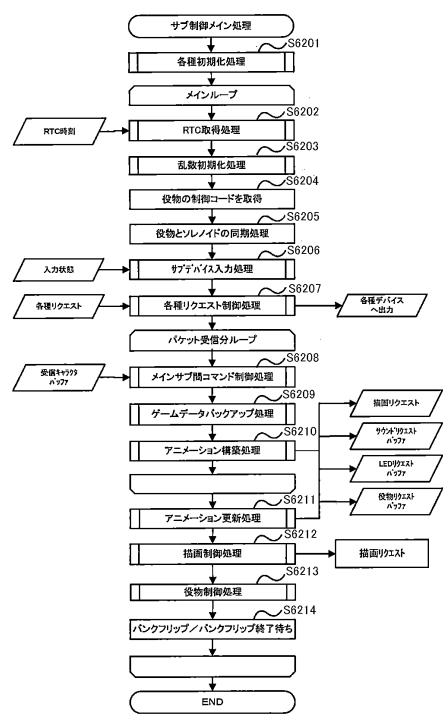 サブ制御メイン処理
S6201
各種初期化処理
メインループ
S6202
RTC時刻
RTC取得処理
S6203
乱数初期化処理
S6204
役物の制御コードを取得
S6205
役物とソレノイドの同期処理
S6206
入力状態
サブデバイス入力処理
S6207
各種リクエスト
各種リクエスト制御処理
各種デバイス
へ出力
パケット受信分ループ
S6208
受信キャラクタ
バッファ
メインサブ間コマンド制御処理
S6209
ゲームデータバックアップ処理
描画リクエスト
S6210
アニメーション構築処理
サウンドリクエスト
バッファ
LEDリクエスト
バッファ
S6211
アニメーション更新処理
役物リクエスト
バッファ
S6212
描画制御処理
描画リクエスト
S6213
役物制御処理
S6214
バンクフリップ/バンクフリップ終了待ち
END